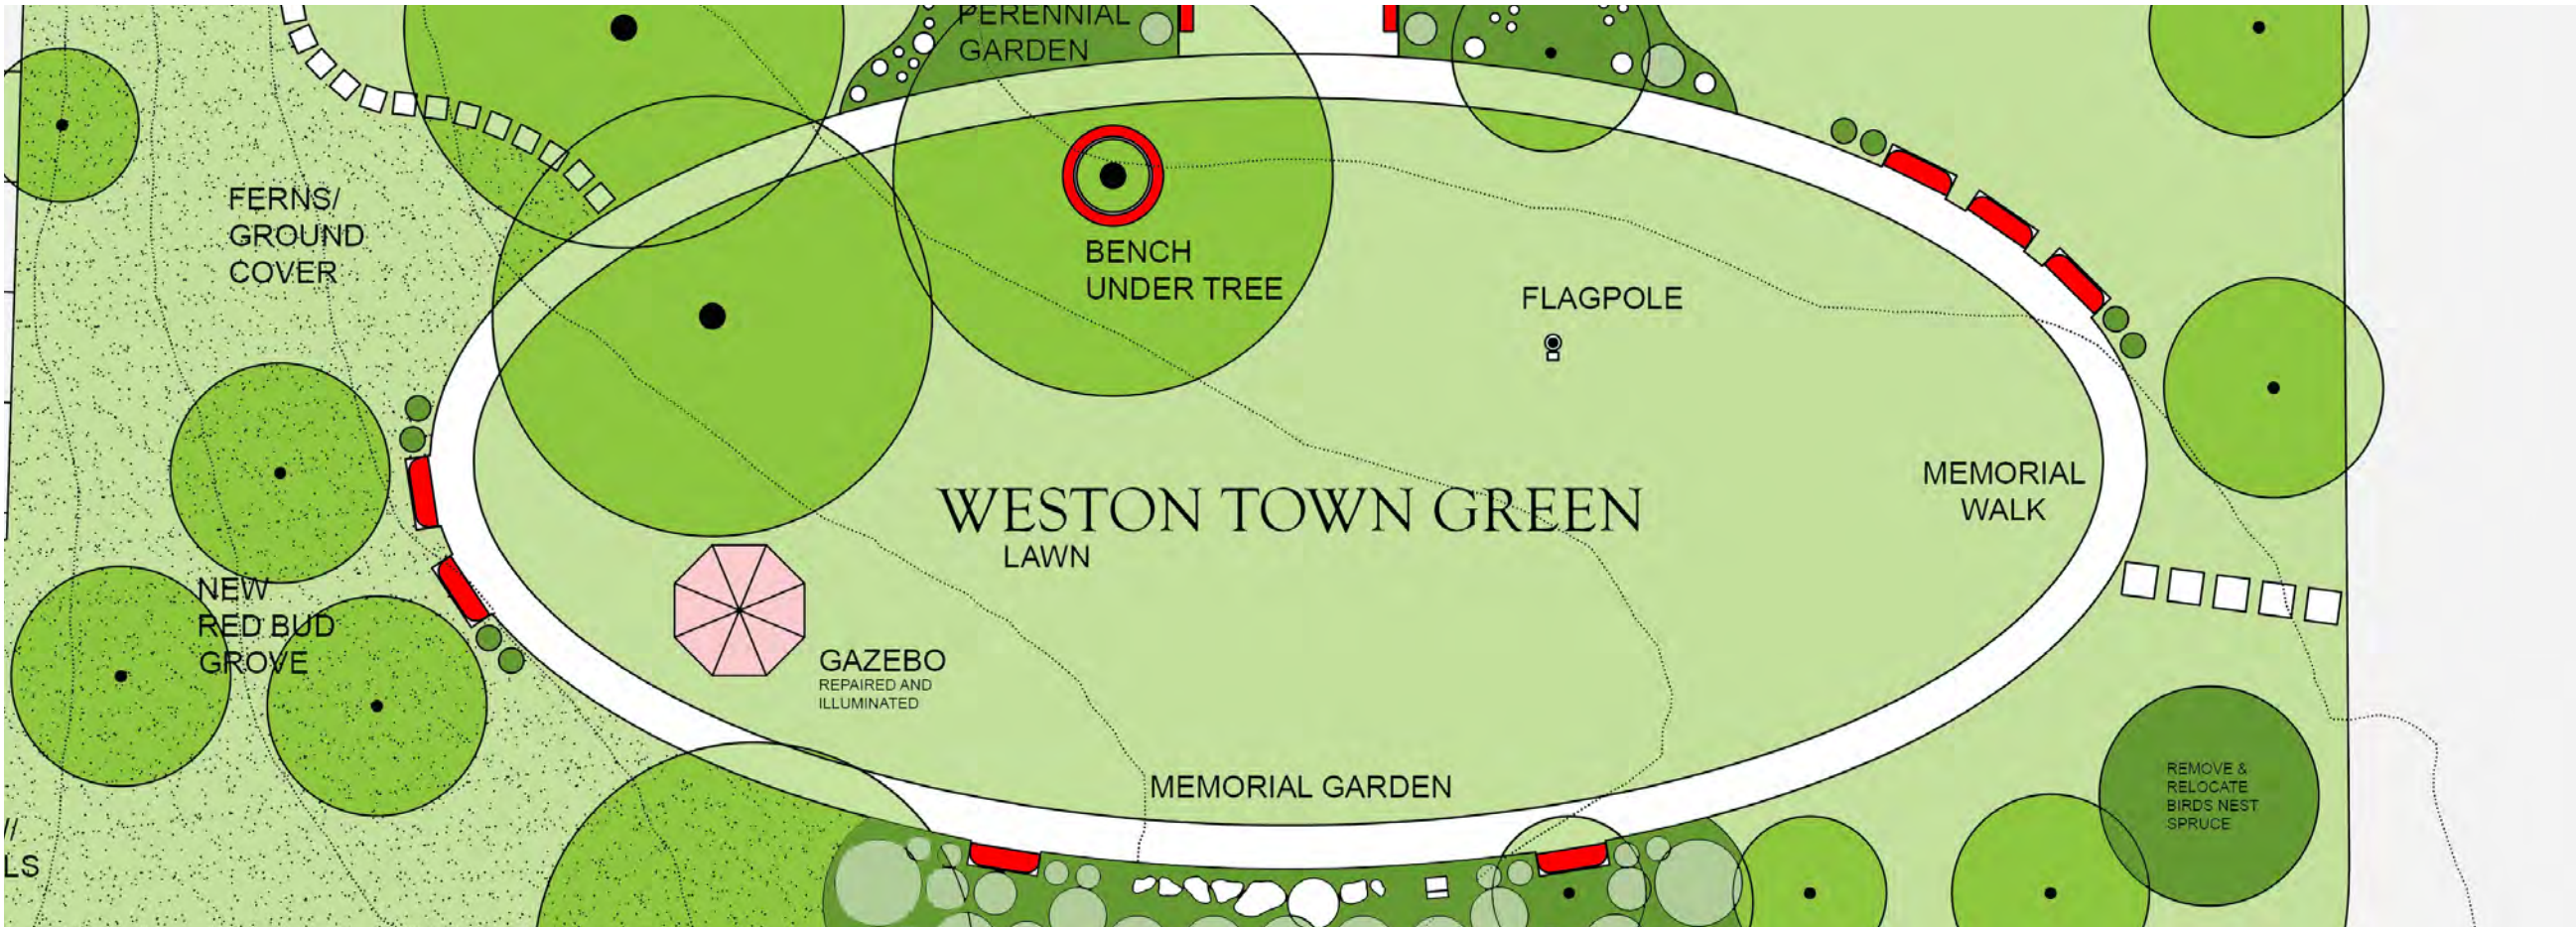 PERENNIAL
GARDEN
FERNS/
GROUND
COVER
BENCH
UNDER TREE
FLAGPOLE
MEMORIAL
WALK
WESTON TOWN GREEN
LAWN
NEW
RED BUD
GROVE
GAZEBO
REPAIRED AND
ILLUMINATED
MEMORIAL GARDEN
REMOVE &
RELOCATE
BIRDS NEST
SPRUCE
LS